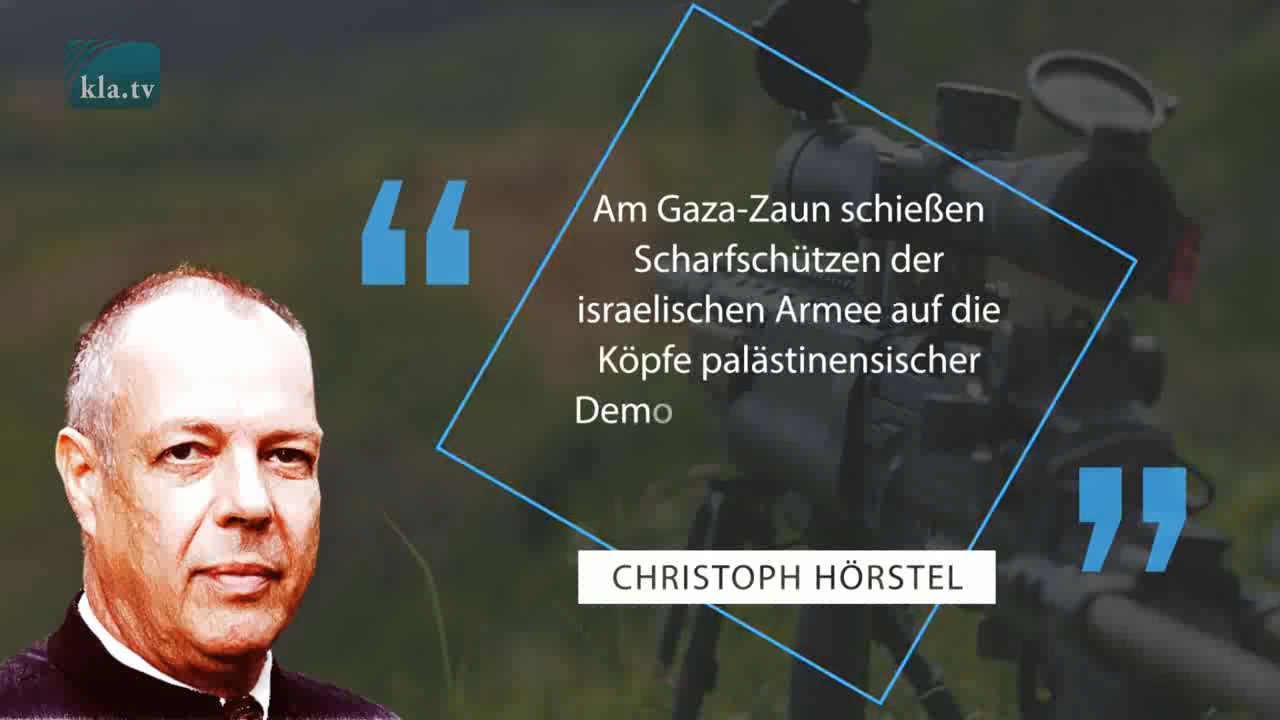 kla.tv
“
Am Gaza-Zaun schießen
Scharfschützen der
israelischen Armee auf die
Köpfe palästinensischer
Demo
”
CHRISTOPH HÖRSTEL